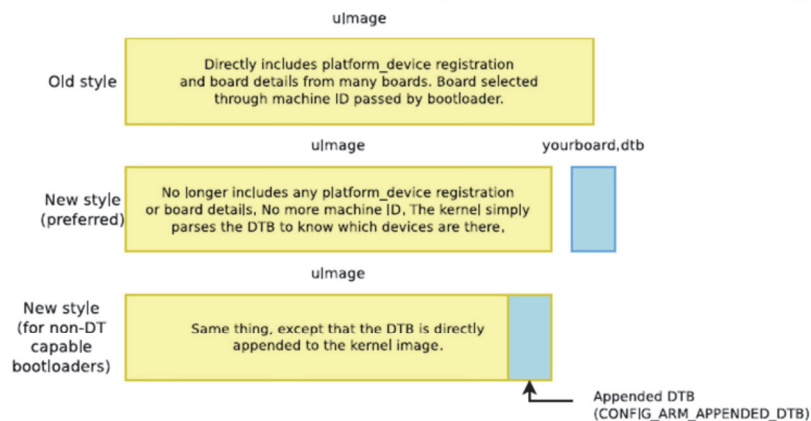 uImage
Old style
Directly includes platform_device registration
and board details from many boards. Board selected
through machine ID passed by bootloader.
uImage
yourboard.dtb
New style
(preferred)
No longer includes any platform_device registration
or board details. No more machine ID. The kernel simply
parses the DTB to know which devices are there.
uImage
New style
(for non-DT
capable
bootloaders)
Same thing, except that the DTB is directly
appended to the kernel image.
Appended DTB
(CONFIG_ARM_APPENDED_DTB)